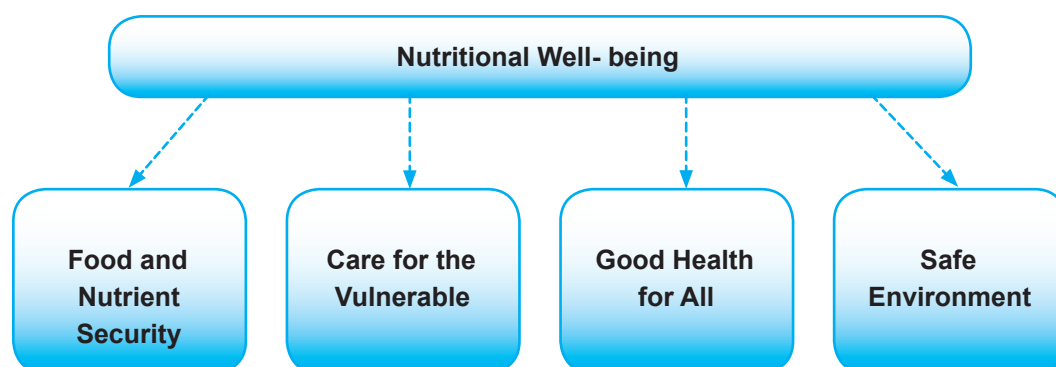 Nutritional Well- being
Food and
Nutrient
Security
Care for the
Vulnerable
Good Health
for All
Safe
Environment